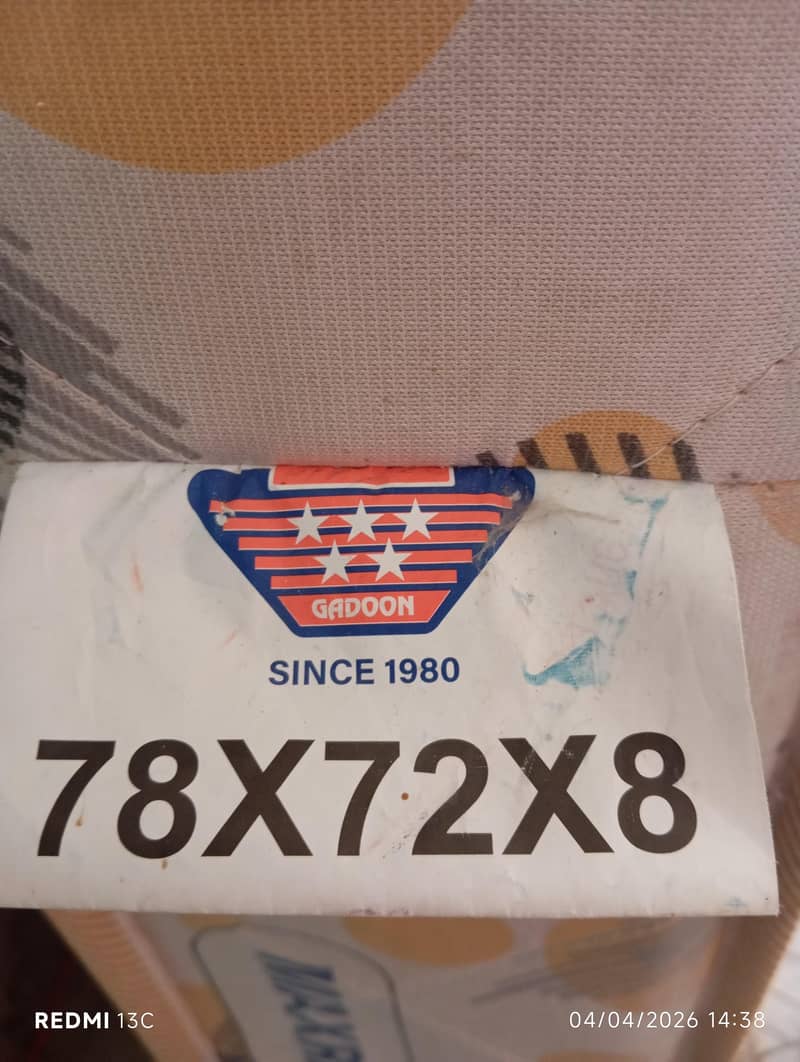 GADOON
SINCE 1980
78X72X8
REDMI 13C
04/04/2026 14:38